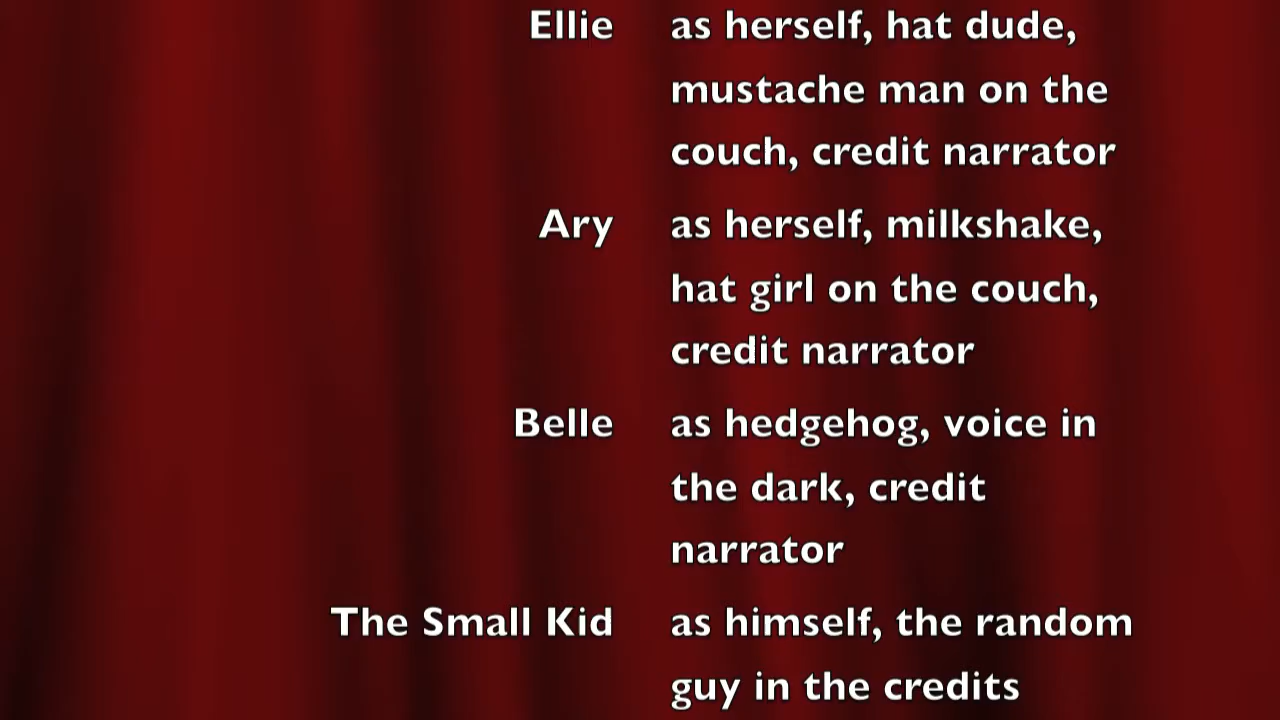 Ellie as herself, hat dude,
mustache man on the
couch, credit narrator
Ary as herself, milkshake,
hat girl on the couch,
credit narrator
Belle as hedgehog, voice in
the dark, credit
narrator
The Small Kid as himself, the random
guy in the credits